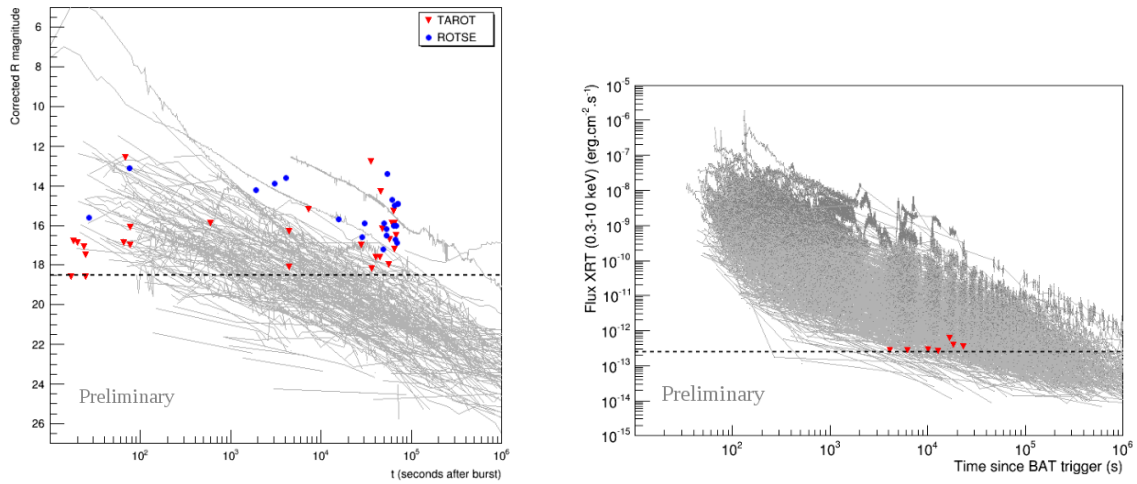 Corrected R magnitude
6
8
10
12
14
16
18
20
22
24
26
TAROT
ROTSE
Preliminary
10² 10³ 10⁴ 10⁵ 10⁶
t (seconds after burst)
Flux XRT (0.3-10 keV) (erg.cm⁻².s⁻¹)
10⁻⁵
10⁻⁶
10⁻⁷
10⁻⁸
10⁻⁹
10⁻¹⁰
10⁻¹¹
10⁻¹²
10⁻¹³
10⁻¹⁴
10⁻¹⁵
Preliminary
10² 10³ 10⁴ 10⁵ 10⁶
Time since BAT trigger (s)